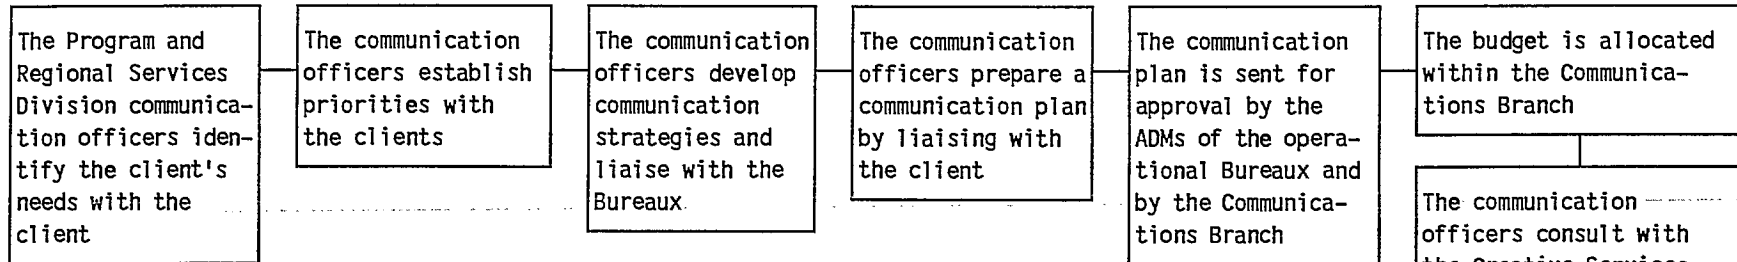 The Program and
Regional Services
Division communica-
tion officers iden-
tify the client's
needs with the
client
The communication
officers establish
priorities with
the clients
The communication
officers develop
communication
strategies and
liaise with the
Bureaux
The communication
officers prepare a
communication plan
by liaising with
the client
The communication
plan is sent for
approval by the
ADMs of the opera-
tional Bureaux and
by the Communica-
tions Branch
The budget is allocated
within the Communica-
tions Branch
The communication
officers consult with
the Creative Services